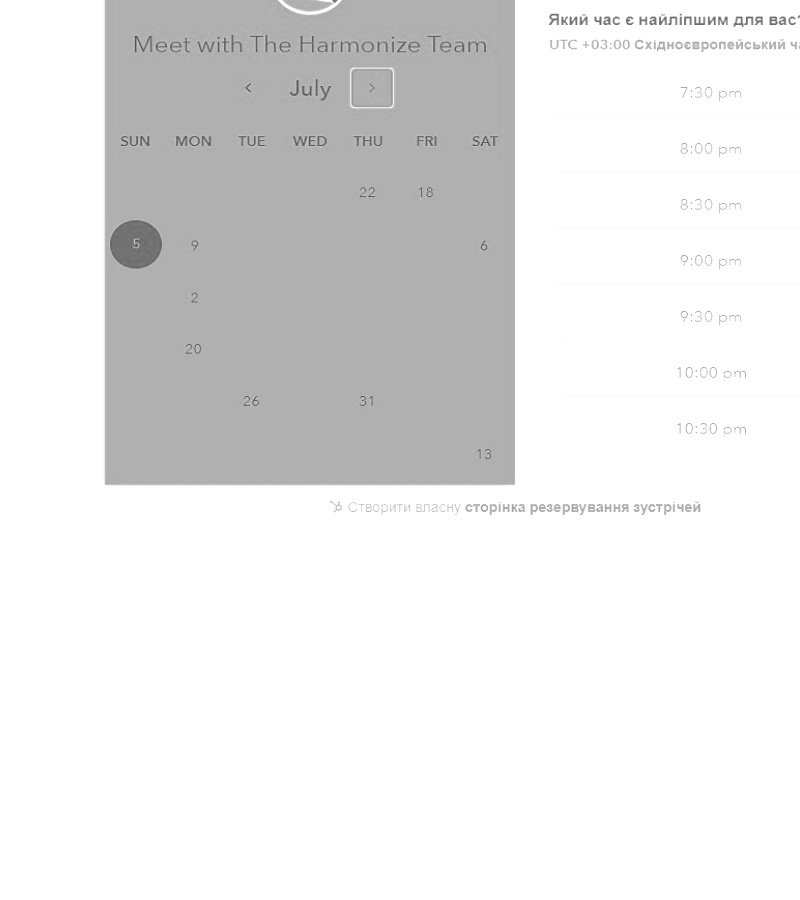 Meet with The Harmonize Team
July
SUN MON TUE WED THU FRI SAT
22 18
5 9 6
2
20
26 31
13
Який час є найліпшим для вас?
UTC +03:00 Східноєвропейський
7:30 pm
8:00 pm
8:30 pm
9:00 pm
9:30 pm
10:00 pm
10:30 pm
Створити власну сторінка резервування зустрічей